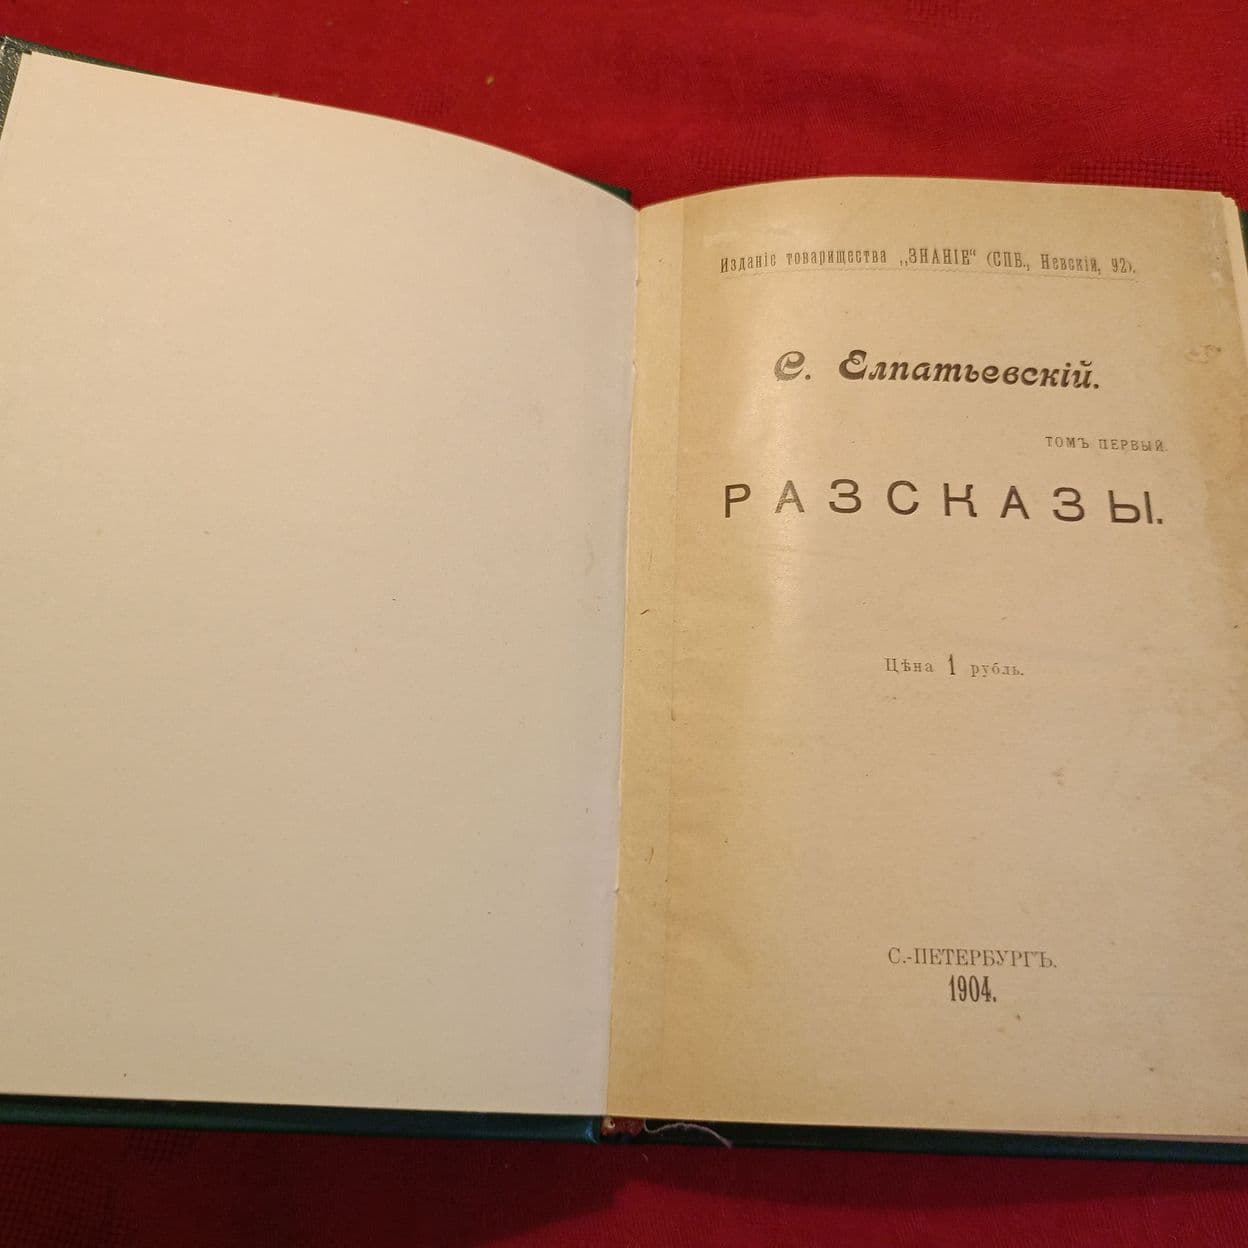 Изданіе товарищества „ЗНАНІЕ“ (СПБ., Невскій, 92).
С. Елпатьевскій.
ТОМЪ ПЕРВЫЙ.
РАЗСКАЗЫ.
Цѣна 1 рубль.
С.-ПЕТЕРБУРГЪ.
1904.